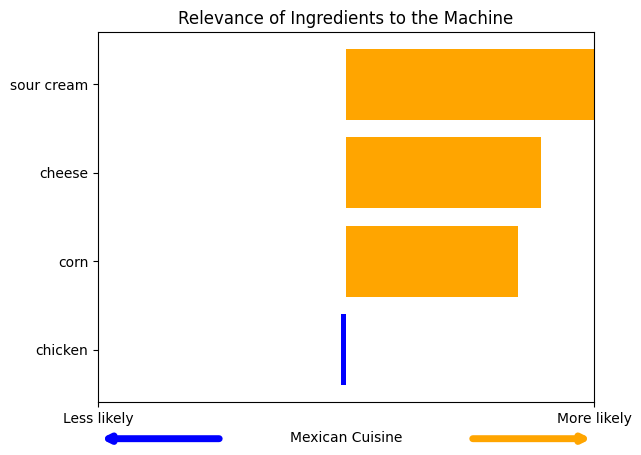 Relevance of Ingredients to the Machine
sour cream
cheese
corn
chicken
Less likely
More likely
Mexican Cuisine